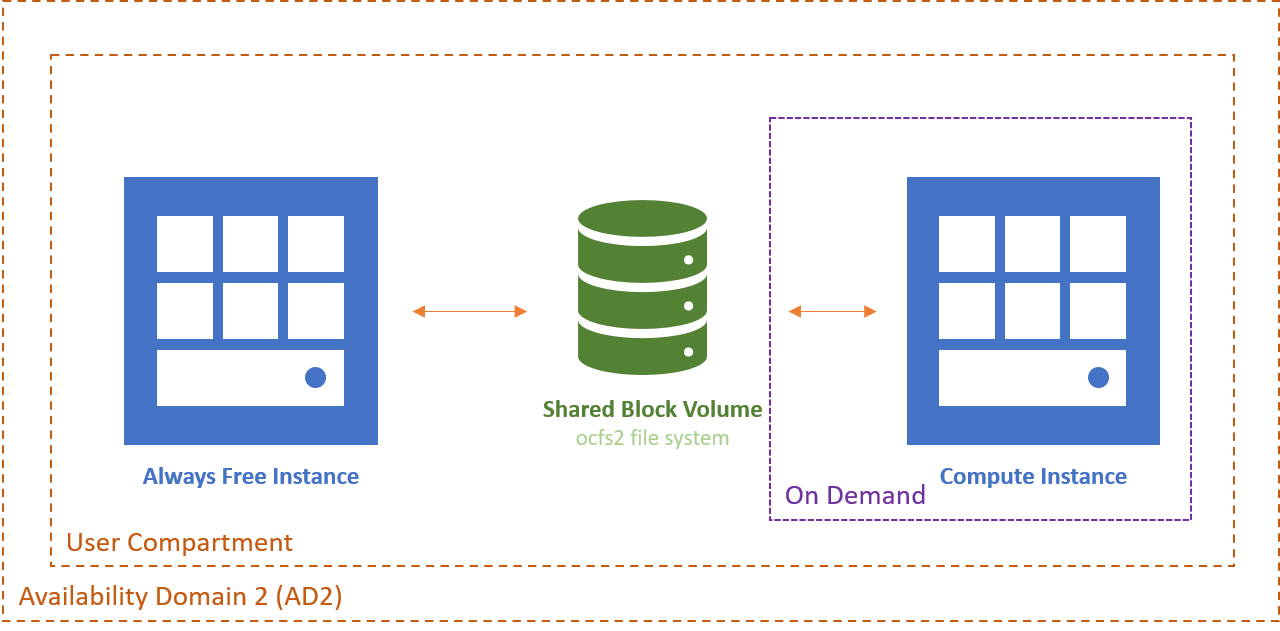 Shared Block Volume
ocfs2 file system
Always Free Instance
Compute Instance
On Demand
User Compartment
Availability Domain 2 (AD2)